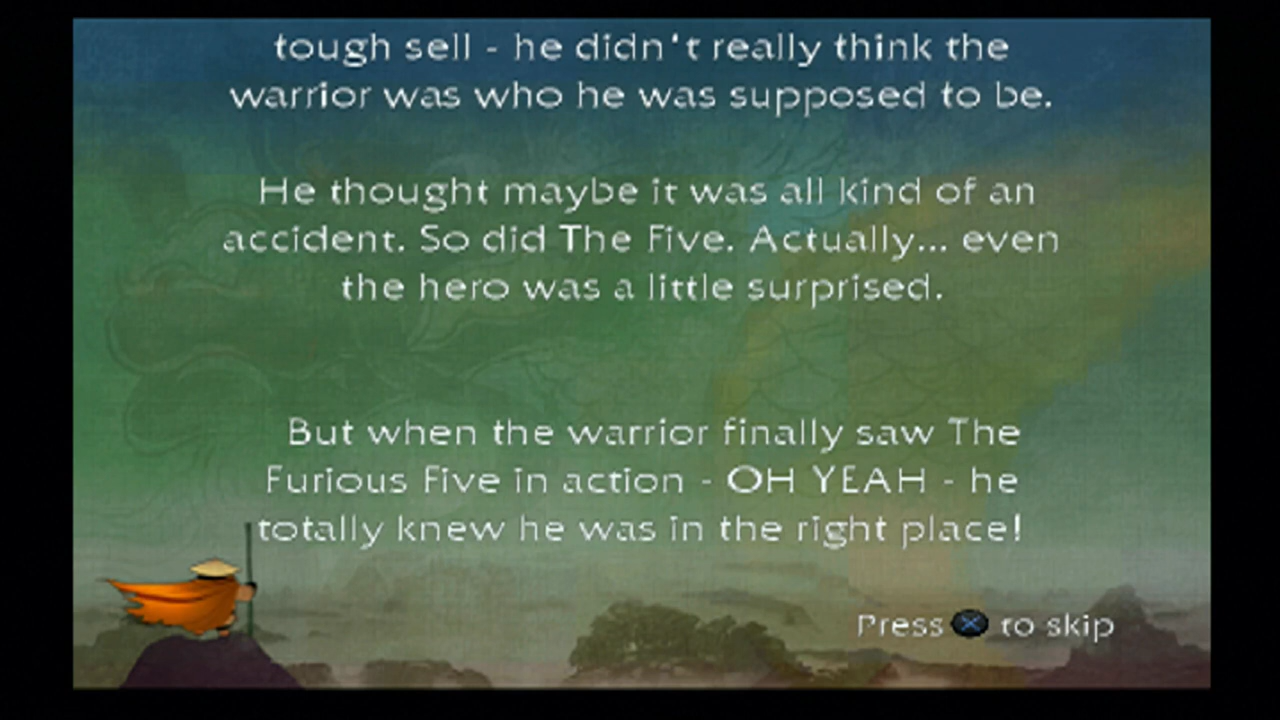 tough sell - he didn't really think the
warrior was who he was supposed to be.
He thought maybe it was all kind of an
accident. So did The Five. Actually... even
the hero was a little surprised.
But when the warrior finally saw The
Furious Five in action - OH YEAH - he
totally knew he was in the right place!
Press X to skip